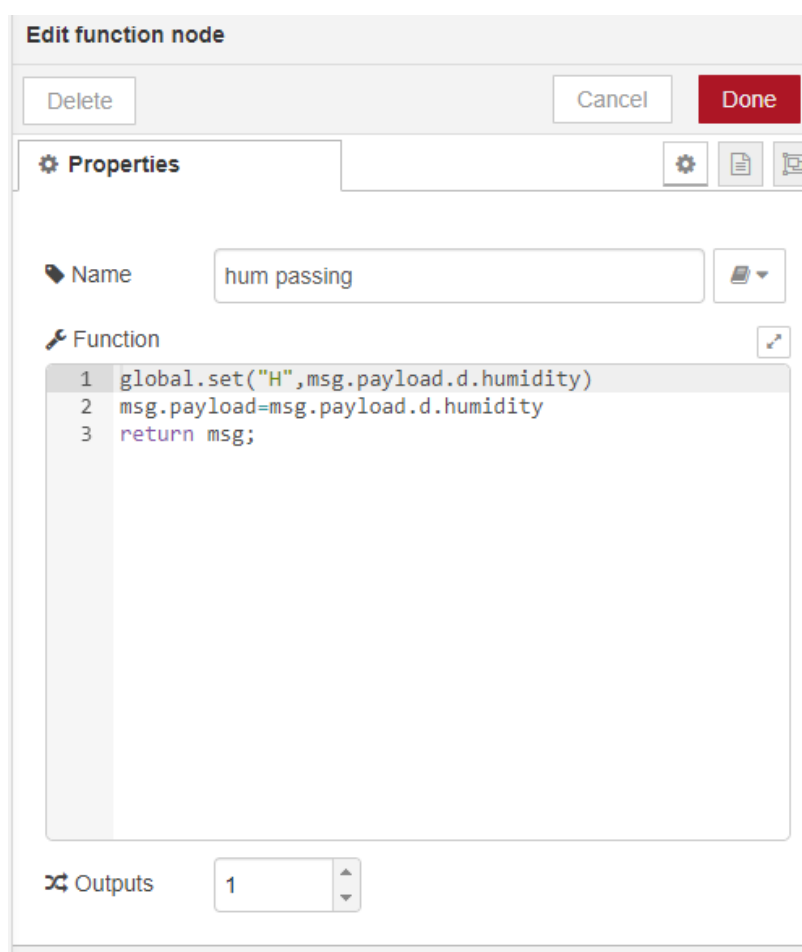 Edit function node
Delete
Cancel
Done
Properties
Name
hum passing
Function
1 global.set("H",msg.payload.d.humidity)
2 msg.payload=msg.payload.d.humidity
3 return msg;
Outputs
1